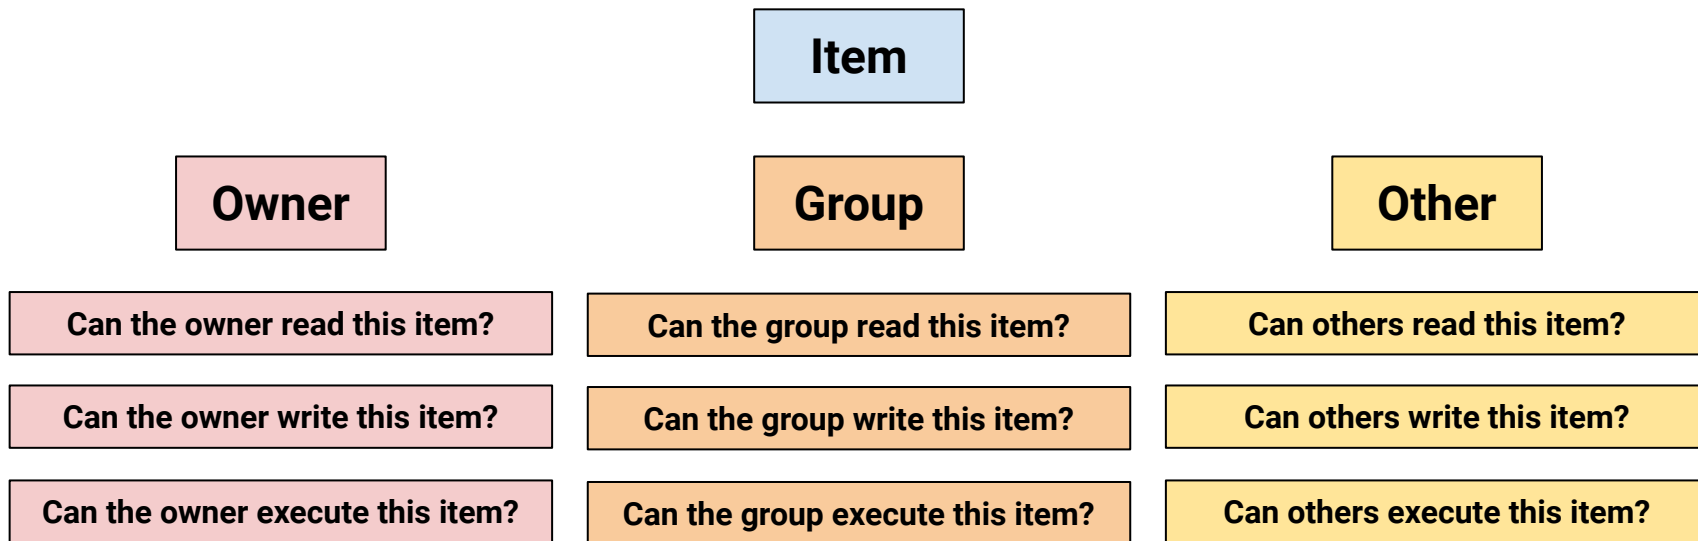 Item
Owner
Group
Other
Can the owner read this item?
Can the group read this item?
Can others read this item?
Can the owner write this item?
Can the group write this item?
Can others write this item?
Can the owner execute this item?
Can the group execute this item?
Can others execute this item?